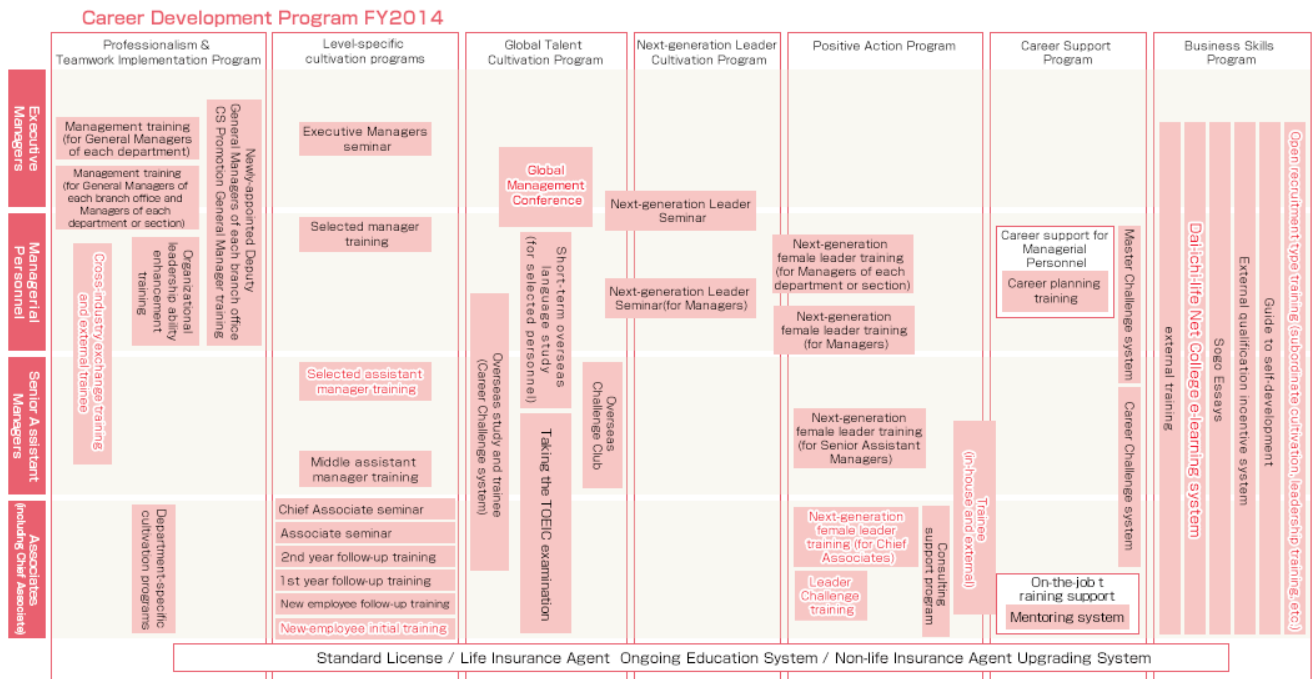 Career Development Program FY2014
Professionalism &
Teamwork Implementation Program
Level-specific
cultivation programs
Global Talent
Cultivation Program
Next-generation Leader
Cultivation Program
Positive Action Program
Career Support
Program
Business Skills
Program
Executive
Managers
Managerial
Personnel
Senior Assistant
Managers
Associates
(Including Chief Associate)
Management training
(for General Managers
of each department)
Management training
(for General Managers of
each branch office and
Managers of each
department or section)
Newly-appointed Deputy
General Managers of each branch office
CS Promotion General Manager training
Cross-industry exchange training
and external trainee
Organizational
leadership ability
enhancement
training
Department-specific
cultivation programs
Executive Managers
seminar
Selected manager
training
Selected assistant
manager training
Middle assistant
manager training
Chief Associate seminar
Associate seminar
2nd year follow-up training
1st year follow-up training
New employee follow-up training
New-employee initial training
Global
Management
Conference
Short-term overseas
language study
(for selected personnel)
Overseas study and trainee
(Career Challenge system)
Taking the TOEIC examination
Overseas
Challenge Club
Next-generation Leader
Seminar
Next-generation Leader
Seminar(for Managers)
Next-generation
female leader training
(for Managers of each
department or section)
Next-generation
female leader training
(for Managers)
Next-generation
female leader training
(for Senior Assistant
Managers)
Next-generation
female leader
training (for Chief
Associates)
Leader
Challenge
training
Consulting
support program
Trainee
(in-house and external)
Career support for
Managerial
Personnel
Career planning
training
Master Challenge system
Career Challenge system
On-the-job t
raining support
Mentoring system
external training
Dai-ichi-life Net College e-learning system
Sogo Essays
External qualification incentive system
Guide to self-development
Open recruitment type training (subordinate cultivation, leadership training, etc.)
Standard License / Life Insurance Agent Ongoing Education System / Non-life Insurance Agent Upgrading System